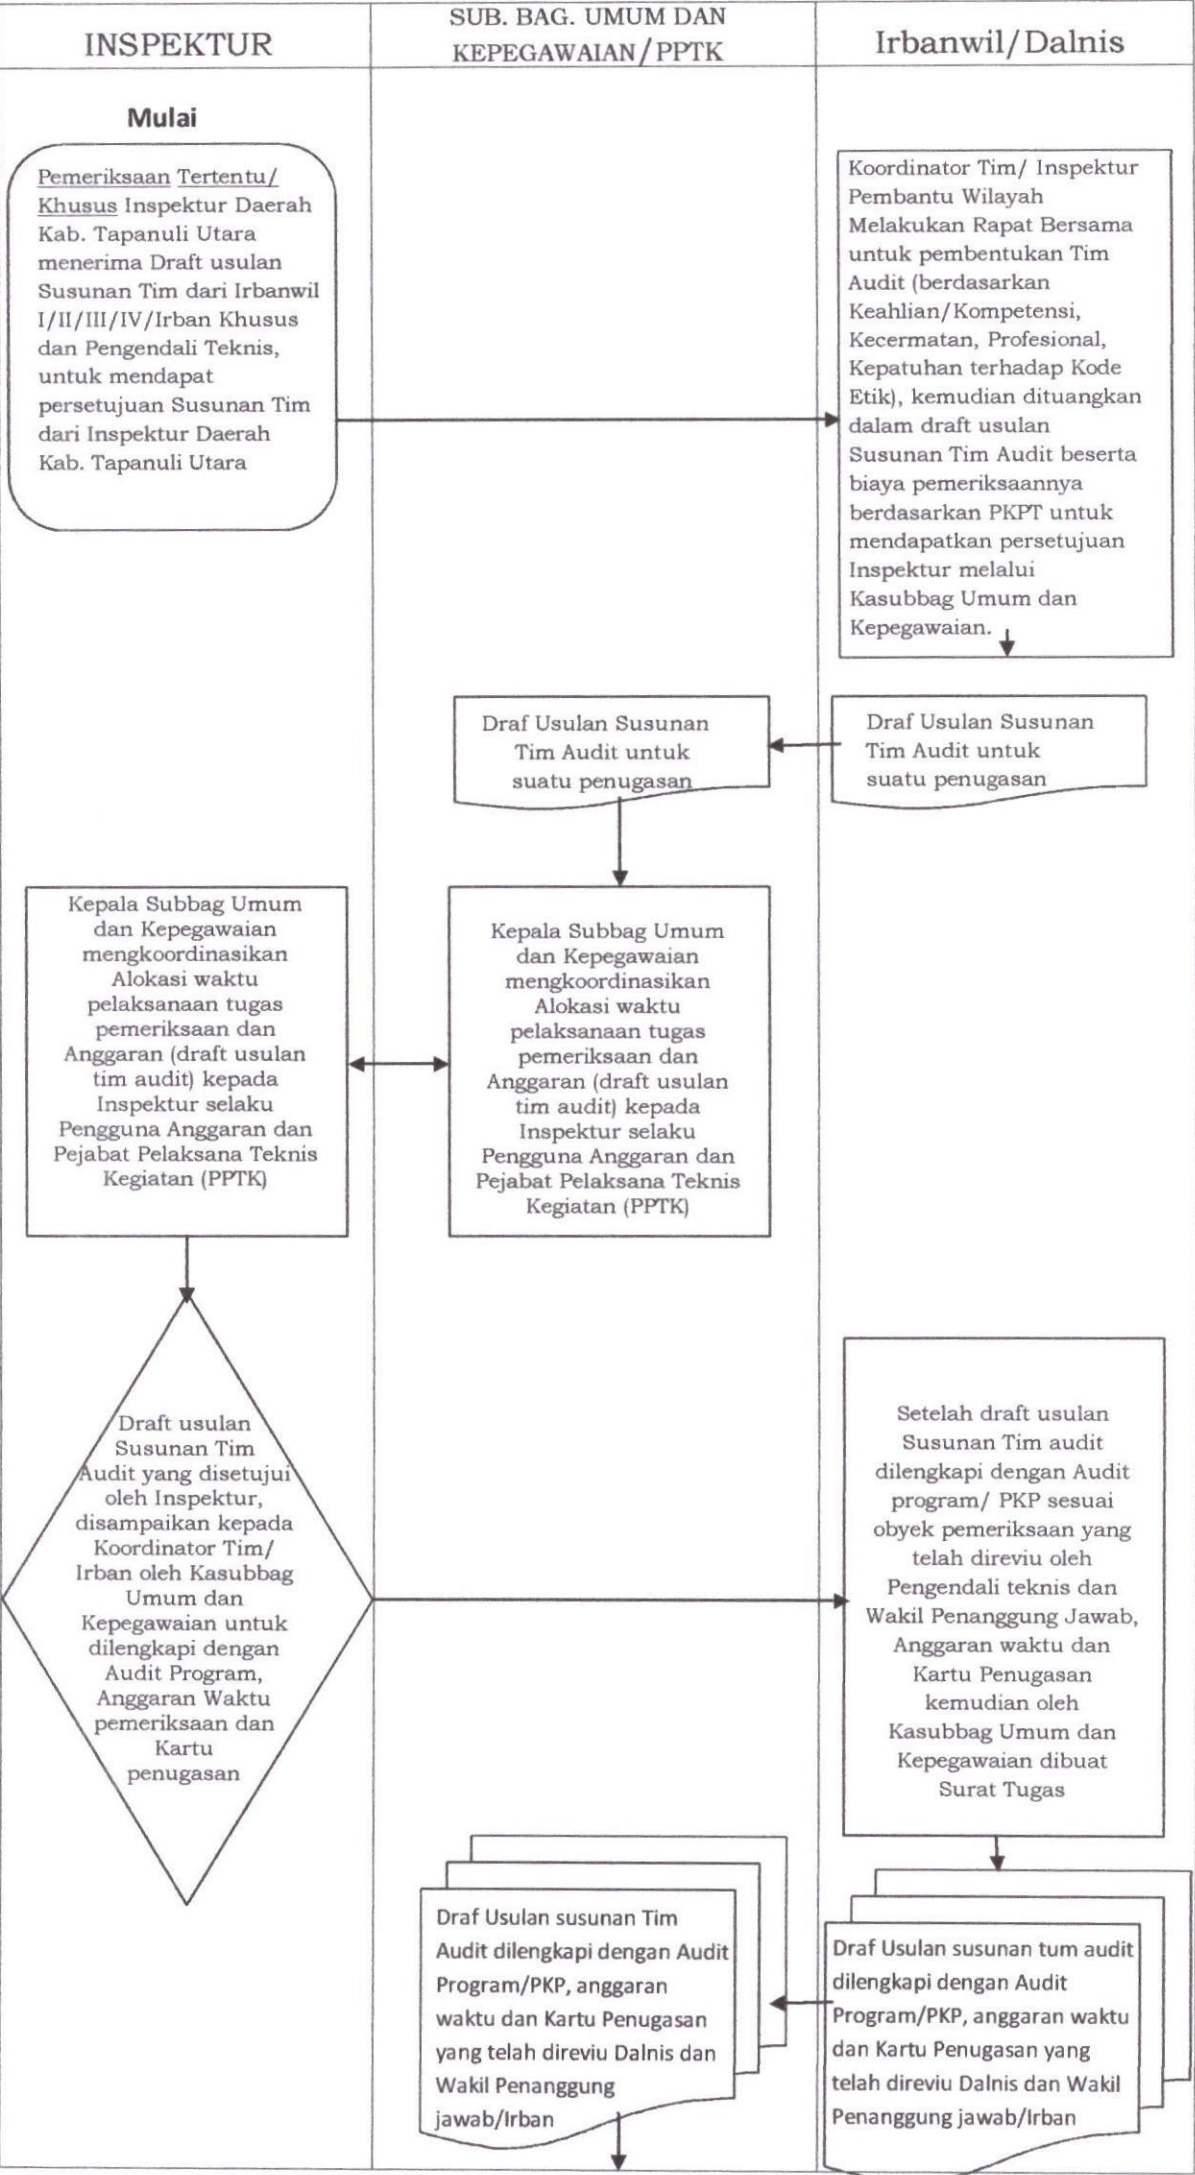 INSPEKTUR
SUB. BAG. UMUM DAN
KEPEGAWAIAN/PPTK
Irbanwil/Dalnis
Mulai
Pemeriksaan Tertentu/
Khusus Inspektur Daerah
Kab. Tapanuli Utara
menerima Draft usulan
Susunan Tim dari Irbanwil
I/II/III/IV/Irban Khusus
dan Pengendali Teknis,
untuk mendapat
persetujuan Susunan Tim
dari Inspektur Daerah
Kab. Tapanuli Utara
Koordinator Tim/ Inspektur
Pembantu Wilayah
Melakukan Rapat Bersama
untuk pembentukan Tim
Audit (berdasarkan
Keahlian/Kompetensi,
Kecermatan, Profesional,
Kepatuhan terhadap Kode
Etik), kemudian dituangkan
dalam draft usulan
Susunan Tim Audit beserta
biaya pemeriksaannya
berdasarkan PKPT untuk
mendapatkan persetujuan
Inspektur melalui
Kasubbag Umum dan
Kepegawaian.
Draf Usulan Susunan
Tim Audit untuk
suatu penugasan
Draf Usulan Susunan
Tim Audit untuk
suatu penugasan
Kepala Subbag Umum
dan Kepegawaian
mengkoordinasikan
Alokasi waktu
pelaksanaan tugas
pemeriksaan dan
Anggaran (draft usulan
tim audit) kepada
Inspektur selaku
Pengguna Anggaran dan
Pejabat Pelaksana Teknis
Kegiatan (PPTK)
Kepala Subbag Umum
dan Kepegawaian
mengkoordinasikan
Alokasi waktu
pelaksanaan tugas
pemeriksaan dan
Anggaran (draft usulan
tim audit) kepada
Inspektur selaku
Pengguna Anggaran dan
Pejabat Pelaksana Teknis
Kegiatan (PPTK)
Draft usulan
Susunan Tim
Audit yang disetujui
oleh Inspektur,
disampaikan kepada
Koordinator Tim/
Irban oleh Kasubbag
Umum dan
Kepegawaian untuk
dilengkapi dengan
Audit Program,
Anggaran Waktu
pemeriksaan dan
Kartu
penugasan
Setelah draft usulan
Susunan Tim audit
dilengkapi dengan Audit
program/ PKP sesuai
obyek pemeriksaan yang
telah direviu oleh
Pengendali teknis dan
Wakil Penanggung Jawab,
Anggaran waktu dan
Kartu Penugasan
kemudian oleh
Kasubbag Umum dan
Kepegawaian dibuat
Surat Tugas
Draf Usulan susunan Tim
Audit dilengkapi dengan Audit
Program/PKP, anggaran
waktu dan Kartu Penugasan
yang telah direviu Dalnis dan
Wakil Penanggung
jawab/Irban
Draf Usulan susunan tum audit
dilengkapi dengan Audit
Program/PKP, anggaran waktu
dan Kartu Penugasan yang
telah direviu Dalnis dan Wakil
Penanggung jawab/Irban